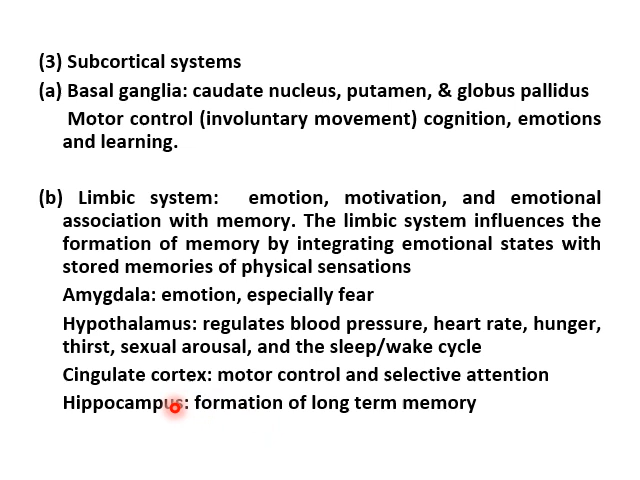 (3) Subcortical systems
(a) Basal ganglia: caudate nucleus, putamen, & globus pallidus
Motor control (involuntary movement) cognition, emotions
and learning.
(b) Limbic system: emotion, motivation, and emotional
association with memory. The limbic system influences the
formation of memory by integrating emotional states with
stored memories of physical sensations
Amygdala: emotion, especially fear
Hypothalamus: regulates blood pressure, heart rate, hunger,
thirst, sexual arousal, and the sleep/wake cycle
Cingulate cortex: motor control and selective attention
Hippocampus: formation of long term memory